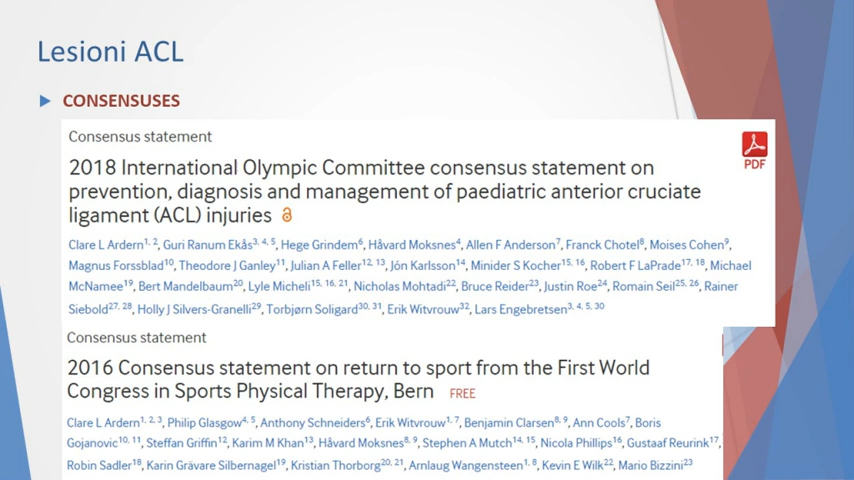 Lesioni ACL
CONSENSUSES
Consensus statement
PDF
2018 International Olympic Committee consensus statement on
prevention, diagnosis and management of paediatric anterior cruciate
ligament (ACL) injuries
Clare L Ardern1, 2, Guri Ranum Ekås3, 4, 5, Hege Grindem6, Håvard Moksnes4, Allen F Anderson7, Franck Chotel8, Moises Cohen9,
Magnus Forssblad10, Theodore J Ganley11, Julian A Feller12, 13, Jón Karlsson14, Minider S Kocher15, 16, Robert F LaPrade17, 18, Michael
McNamee19, Bert Mandelbaum20, Lyle Micheli15, 16, 21, Nicholas Mohtadi22, Bruce Reider23, Justin Roe24, Romain Seil25, 26, Rainer
Siebold27, 28, Holly J Silvers-Granelli29, Torbjørn Soligard30, 31, Erik Witvrouw32, Lars Engebretsen3, 4, 5, 30
Consensus statement
2016 Consensus statement on return to sport from the First World
Congress in Sports Physical Therapy, Bern FREE
Clare L Ardern1, 2, 3, Philip Glasgow4, 5, Anthony Schneiders6, Erik Witvrouw1, 7, Benjamin Clarsen8, 9, Ann Cools7, Boris
Gojanovic10, 11, Steffan Griffin12, Karim M Khan13, Håvard Moksnes8, 9, Stephen A Mutch14, 15, Nicola Phillips16, Gustaaf Reurink17,
Robin Sadler18, Karin Grävare Silbernagel19, Kristian Thorborg20, 21, Arnlaug Wangensteen1, 8, Kevin E Wilk22, Mario Bizzini23